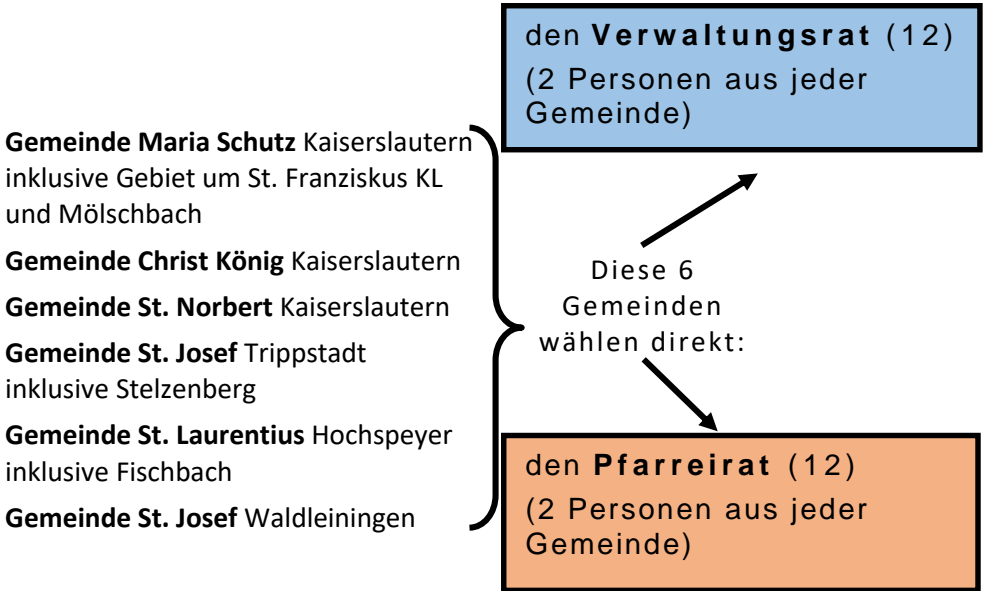 den Verwaltungsrat (12)
(2 Personen aus jeder
Gemeinde)
Gemeinde Maria Schutz Kaiserslautern
inklusive Gebiet um St. Franziskus KL
und Mölschbach
Gemeinde Christ König Kaiserslautern
Gemeinde St. Norbert Kaiserslautern
Gemeinde St. Josef Trippstadt
inklusive Stelzenberg
Gemeinde St. Laurentius Hochspeyer
inklusive Fischbach
Gemeinde St. Josef Waldleiningen
Diese 6
Gemeinden
wählen direkt:
den Pfarreirat (12)
(2 Personen aus jeder
Gemeinde)